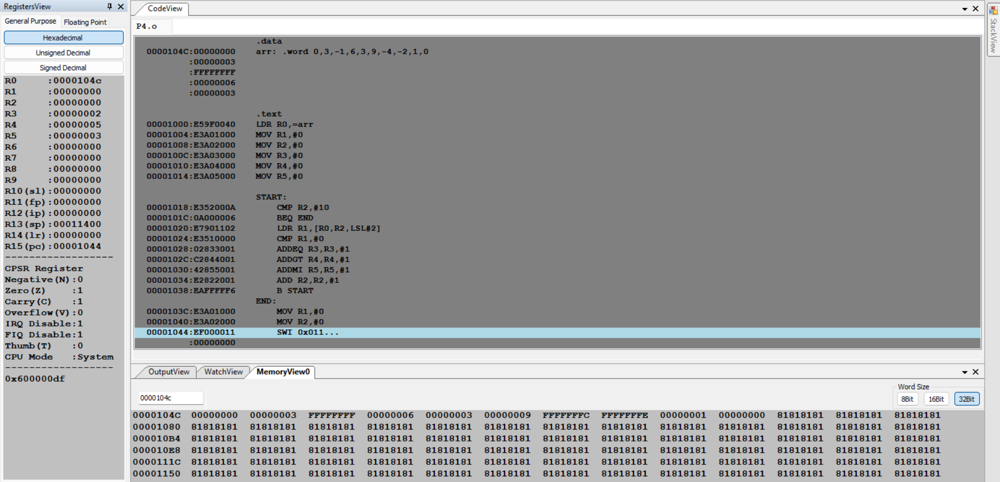 RegistersView
General Purpose Floating Point
Hexadecimal
Unsigned Decimal
Signed Decimal
R0 :0000104c
R1 :00000000
R2 :00000000
R3 :00000002
R4 :00000005
R5 :00000003
R6 :00000000
R7 :00000000
R8 :00000000
R9 :00000000
R10(sl):00000000
R11(fp):00000000
R12(ip):00000000
R13(sp):00011400
R14(lr):00000000
R15(pc):00001044
------------------
CPSR Register
Negative(N):0
Zero(Z) :1
Carry(C) :1
Overflow(V):0
IRQ Disable:1
FIQ Disable:1
Thumb(T) :0
CPU Mode :System
------------------
0x600000df
CodeView
P4.o
.data
0000104C:00000000 arr: .word 0,3,-1,6,3,9,-4,-2,1,0
:00000003
:FFFFFFFF
:00000006
:00000003
.text
00001000:E59F0040 LDR R0,=arr
00001004:E3A01000 MOV R1,#0
00001008:E3A02000 MOV R2,#0
0000100C:E3A03000 MOV R3,#0
00001010:E3A04000 MOV R4,#0
00001014:E3A05000 MOV R5,#0
START:
00001018:E352000A CMP R2,#10
0000101C:0A000006 BEQ END
00001020:E7901102 LDR R1,[R0,R2,LSL#2]
00001024:E3510000 CMP R1,#0
00001028:02833001 ADDEQ R3,R3,#1
0000102C:C2844001 ADDGT R4,R4,#1
00001030:42855001 ADDMI R5,R5,#1
00001034:E2822001 ADD R2,R2,#1
00001038:EAFFFFF6 B START
END:
0000103C:E3A01000 MOV R1,#0
00001040:E3A02000 MOV R2,#0
00001044:EF000011 SWI 0x011...
:00000000
OutputView WatchView MemoryView0
0000104c
Word Size
8Bit 16Bit 32Bit
0000104C 00000000 00000003 FFFFFFFF 00000006 00000003 00000009 FFFFFFFC FFFFFFFE 00000001 00000000 81818181 81818181 81818181
00001080 81818181 81818181 81818181 81818181 81818181 81818181 81818181 81818181 81818181 81818181 81818181 81818181 81818181
000010B4 81818181 81818181 81818181 81818181 81818181 81818181 81818181 81818181 81818181 81818181 81818181 81818181 81818181
000010E8 81818181 81818181 81818181 81818181 81818181 81818181 81818181 81818181 81818181 81818181 81818181 81818181 81818181
0000111C 81818181 81818181 81818181 81818181 81818181 81818181 81818181 81818181 81818181 81818181 81818181 81818181 81818181
00001150 81818181 81818181 81818181 81818181 81818181 81818181 81818181 81818181 81818181 81818181 81818181 81818181 81818181
StackView